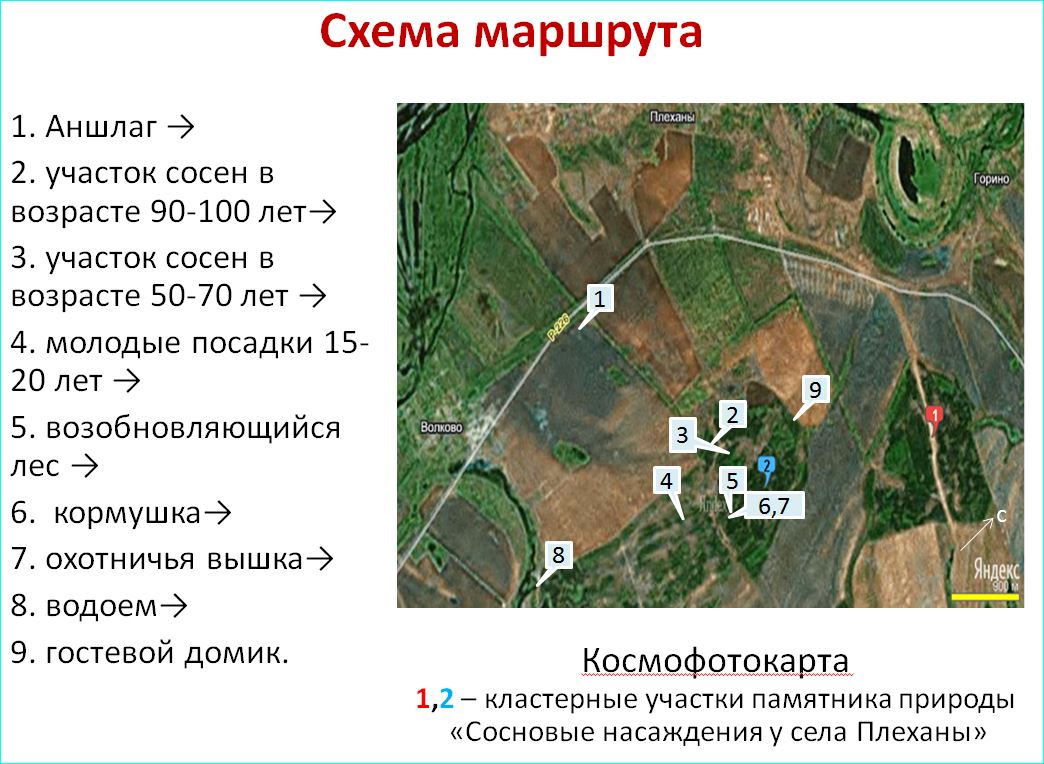 Схема маршрута
1. Аншлаг →
2. участок сосен в
возрасте 90-100 лет→
3. участок сосен в
возрасте 50-70 лет →
4. молодые посадки 15-
20 лет →
5. возобновляющийся
лес →
6. кормушка→
7. охотничья вышка→
8. водоем→
9. гостевой домик.
Плеханы
Горино
1
Р-226
9
2
1
Волково
3
2
4
5
6,7
С
8
Яндекс
900 м
Космофотокарта
1,2 – кластерные участки памятника природы
«Сосновые насаждения у села Плеханы»